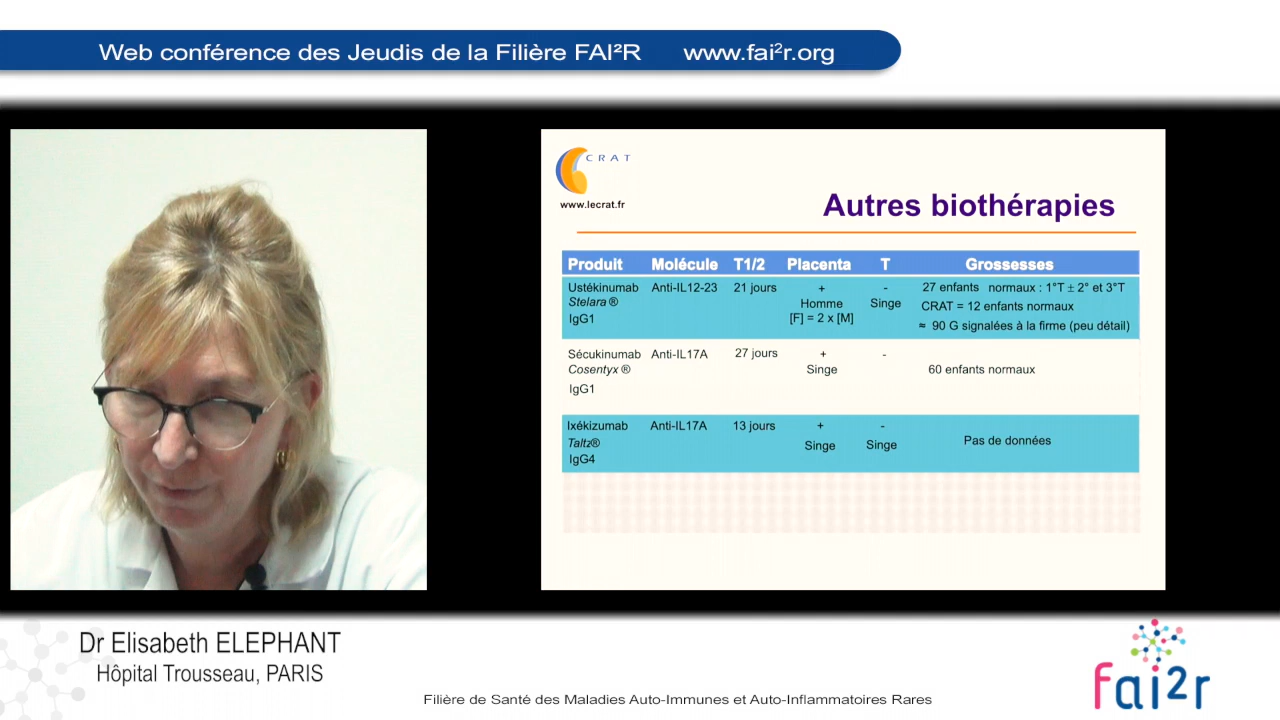 Web conférence des Jeudis de la Filière FAI²R www.fai²r.org
CRAT
www.lecrat.fr
Autres biothérapies
Produit Molécule T1/2 Placenta T Grossesses
Ustékinumab Anti-IL12-23 21 jours + - 27 enfants normaux : 1°T ± 2° et 3°T
Stelara ® Homme Singe CRAT = 12 enfants normaux
IgG1 [F] = 2 x [M] ≈ 90 G signalées à la firme (peu détail)
Sécukinumab Anti-IL17A 27 jours + -
Cosentyx ® Singe 60 enfants normaux
IgG1
Ixékizumab Anti-IL17A 13 jours + -
Taltz® Singe Singe Pas de données
IgG4
Dr Elisabeth ELEPHANT
Hôpital Trousseau, PARIS
Filière de Santé des Maladies Auto-Immunes et Auto-Inflammatoires Rares
fai2r